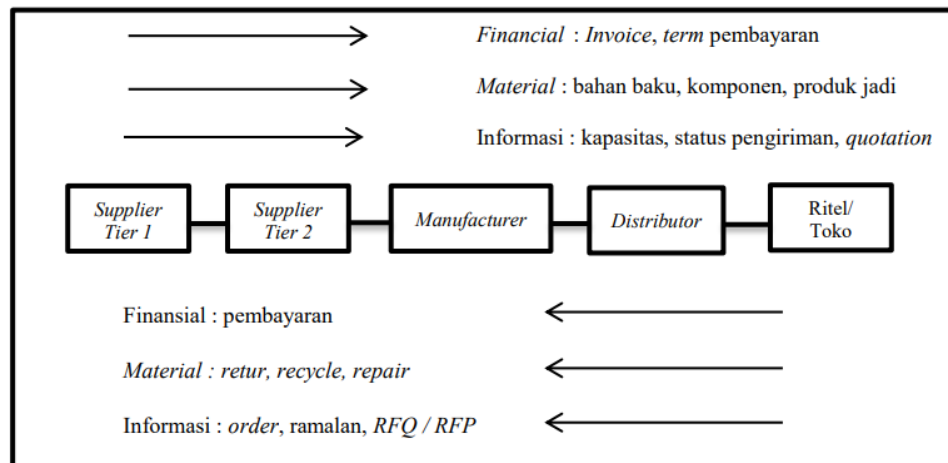 Financial : Invoice, term pembayaran
Material : bahan baku, komponen, produk jadi
Informasi : kapasitas, status pengiriman, quotation
Supplier
Tier 1
Supplier
Tier 2
Manufacturer
Distributor
Ritel/
Toko
Finansial : pembayaran
Material : retur, recycle, repair
Informasi : order, ramalan, RFQ / RFP